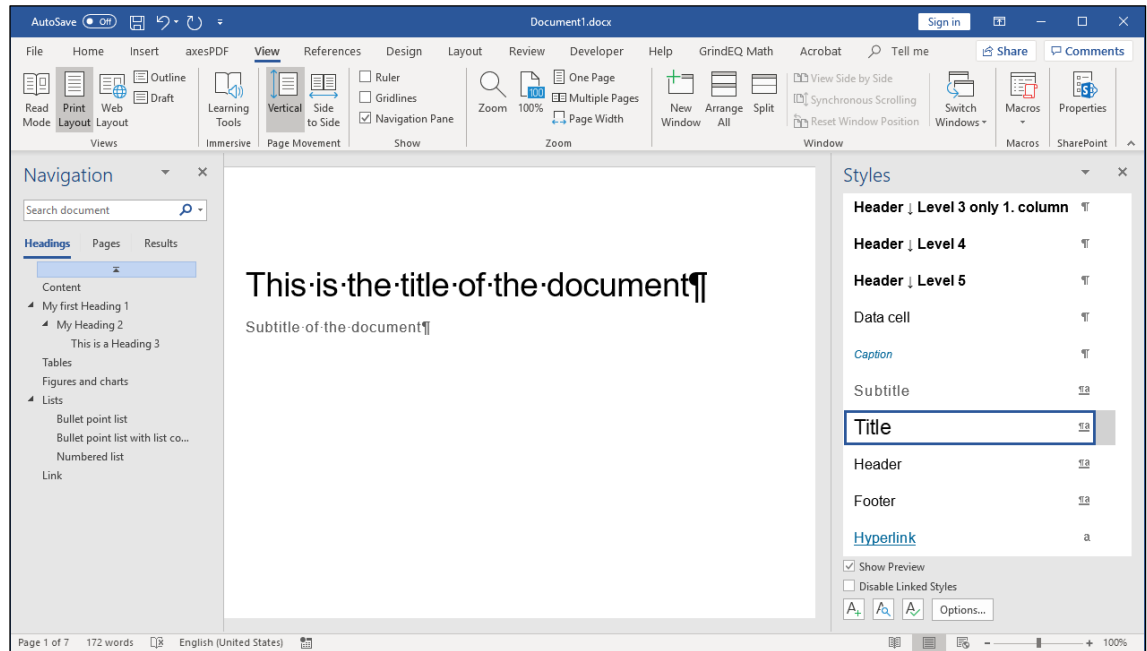 AutoSave Off Document1.docx Sign in
File Home Insert axesPDF View References Design Layout Review Developer Help GrindEQ Math Acrobat Tell me Share Comments
Read Mode
Print Layout
Web Layout
Outline
Draft
Views
Learning Tools
Immersive
Vertical
Side to Side
Page Movement
Ruler
Gridlines
Navigation Pane
Show
Zoom
100
100%
One Page
Multiple Pages
Page Width
Zoom
New Window
Arrange All
Split
View Side by Side
Synchronous Scrolling
Reset Window Position
Switch Windows
Window
Macros
Macros
Properties
SharePoint
Navigation
Search document
Headings Pages Results
Content
My first Heading 1
My Heading 2
This is a Heading 3
Tables
Figures and charts
Lists
Bullet point list
Bullet point list with list co...
Numbered list
Link
This·is·the·title·of·the·document¶
Subtitle·of·the·document¶
Styles
Header ↓ Level 3 only 1. column ¶
Header ↓ Level 4 ¶
Header ↓ Level 5 ¶
Data cell ¶
Caption ¶
Subtitle ¶a
Title ¶a
Header ¶a
Footer ¶a
Hyperlink a
Show Preview
Disable Linked Styles
Options...
Page 1 of 7 172 words English (United States) 100%